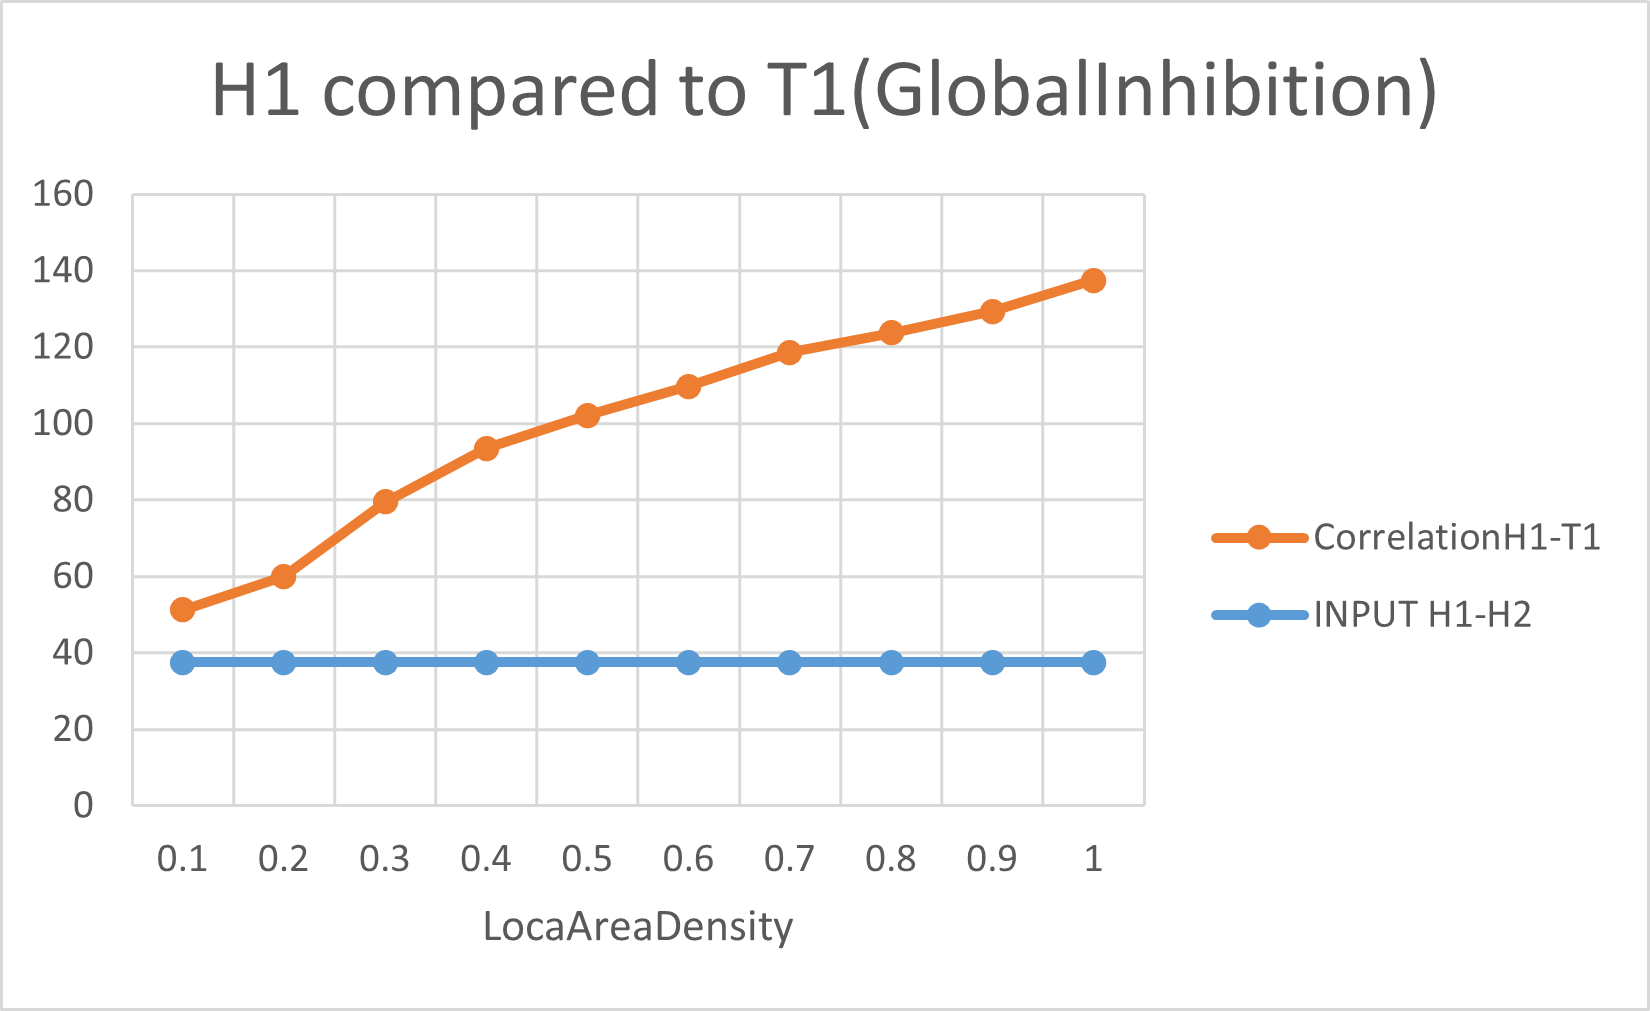 H1 compared to T1(GlobalInhibition)
160
140
120
100
80
60
40
20
0
0.1 0.2 0.3 0.4 0.5 0.6 0.7 0.8 0.9 1
LocaAreaDensity
CorrelationH1-T1
INPUT H1-H2